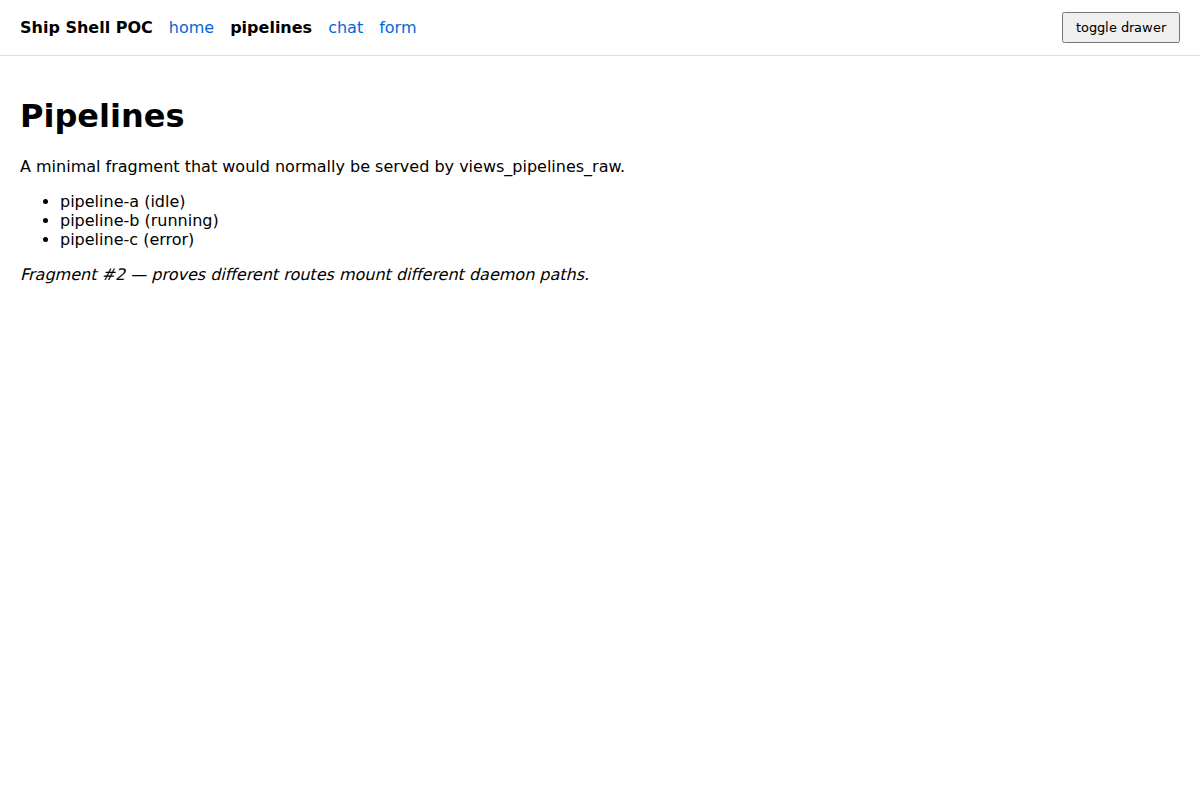 Ship Shell POC home pipelines chat form toggle drawer
Pipelines
A minimal fragment that would normally be served by views_pipelines_raw.
• pipeline-a (idle)
• pipeline-b (running)
• pipeline-c (error)
Fragment #2 — proves different routes mount different daemon paths.